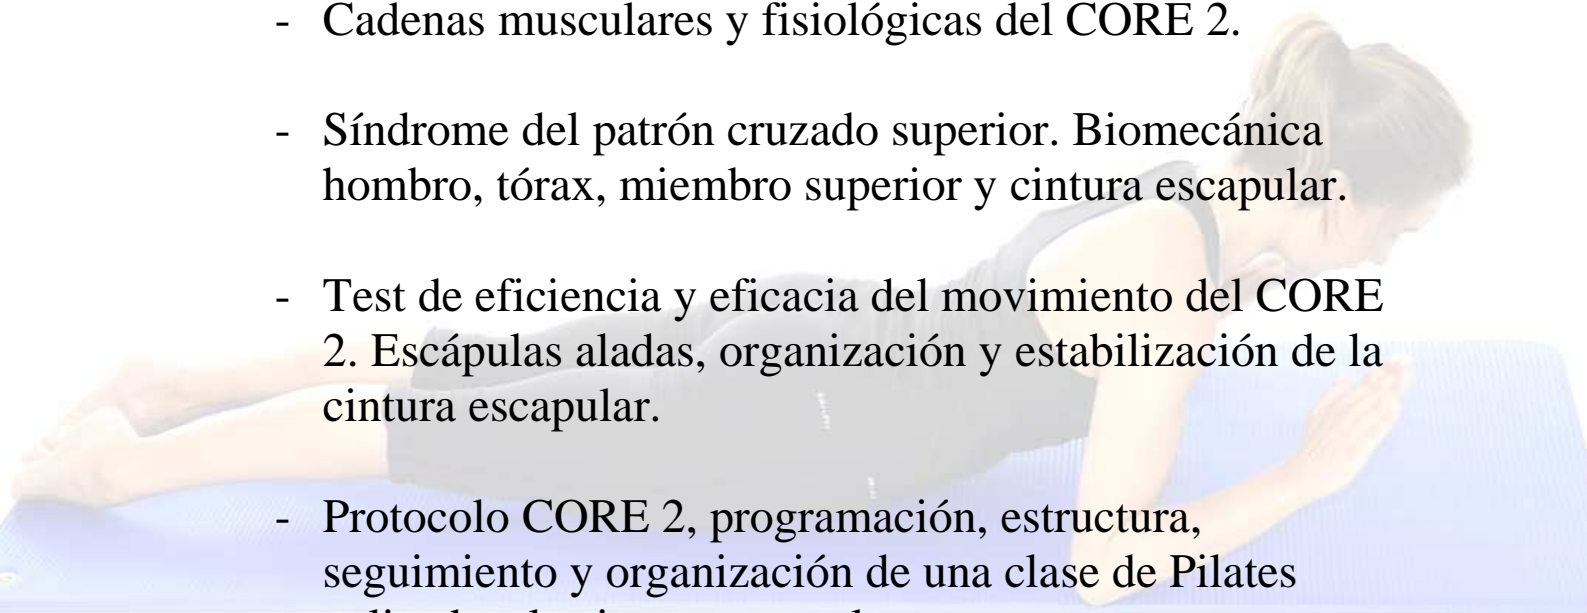 - Cadenas musculares y fisiológicas del CORE 2.
- Síndrome del patrón cruzado superior. Biomecánica
hombro, tórax, miembro superior y cintura escapular.
- Test de eficiencia y eficacia del movimiento del CORE
2. Escápulas aladas, organización y estabilización de la
cintura escapular.
- Protocolo CORE 2, programación, estructura,
seguimiento y organización de una clase de Pilates